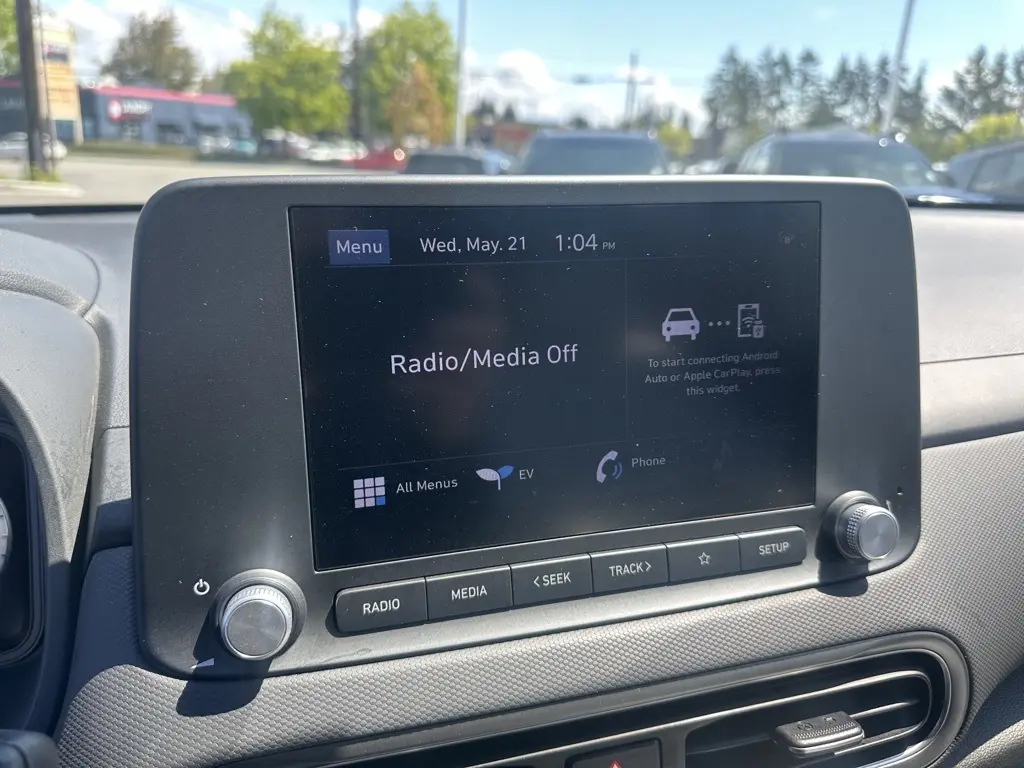 Menu Wed, May. 21 1:04 PM
Radio/Media Off
To start connecting Android
Auto or Apple CarPlay, press
this widget.
All Menus EV Phone
RADIO MEDIA <SEEK TRACK> SETUP